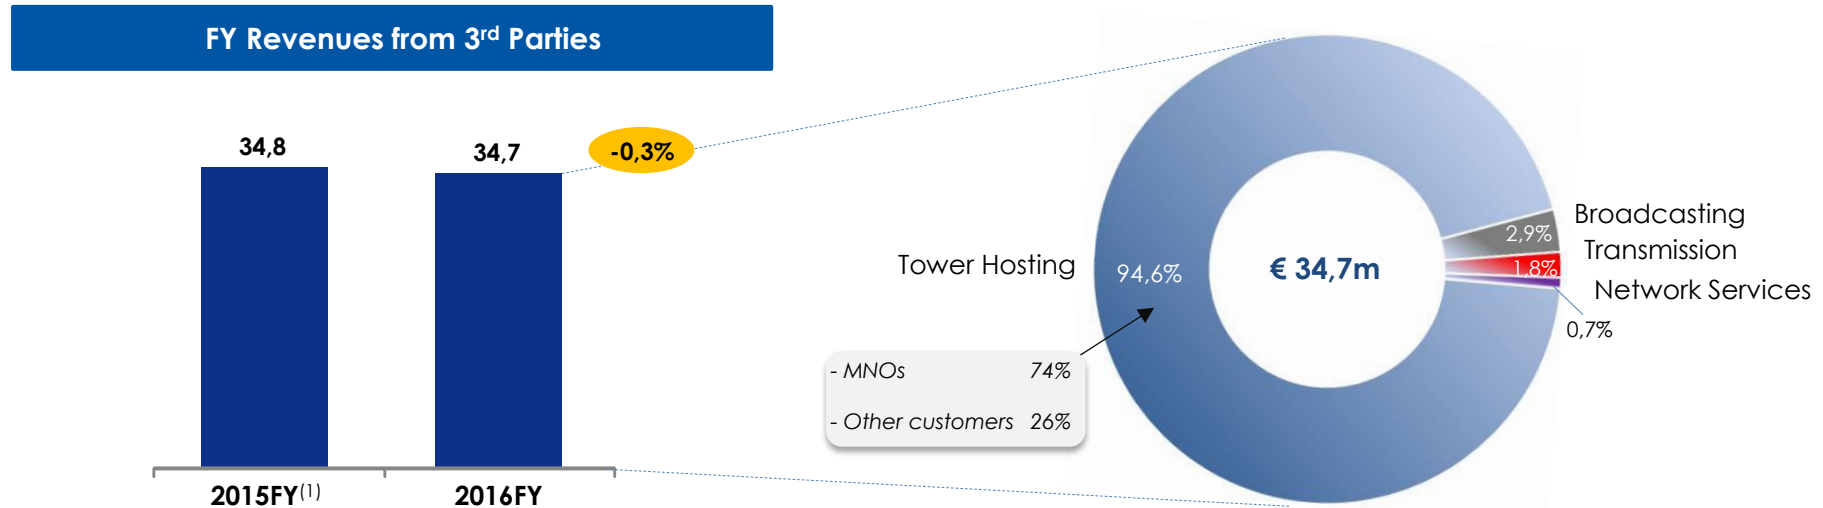 FY Revenues from 3rd Parties
34,8
34,7
-0,3%
2015FY(1)
2016FY
Tower Hosting
94,6%
€ 34,7m
Broadcasting
2,9%
Transmission
1,8%
Network Services
0,7%
- MNOs 74%
- Other customers 26%